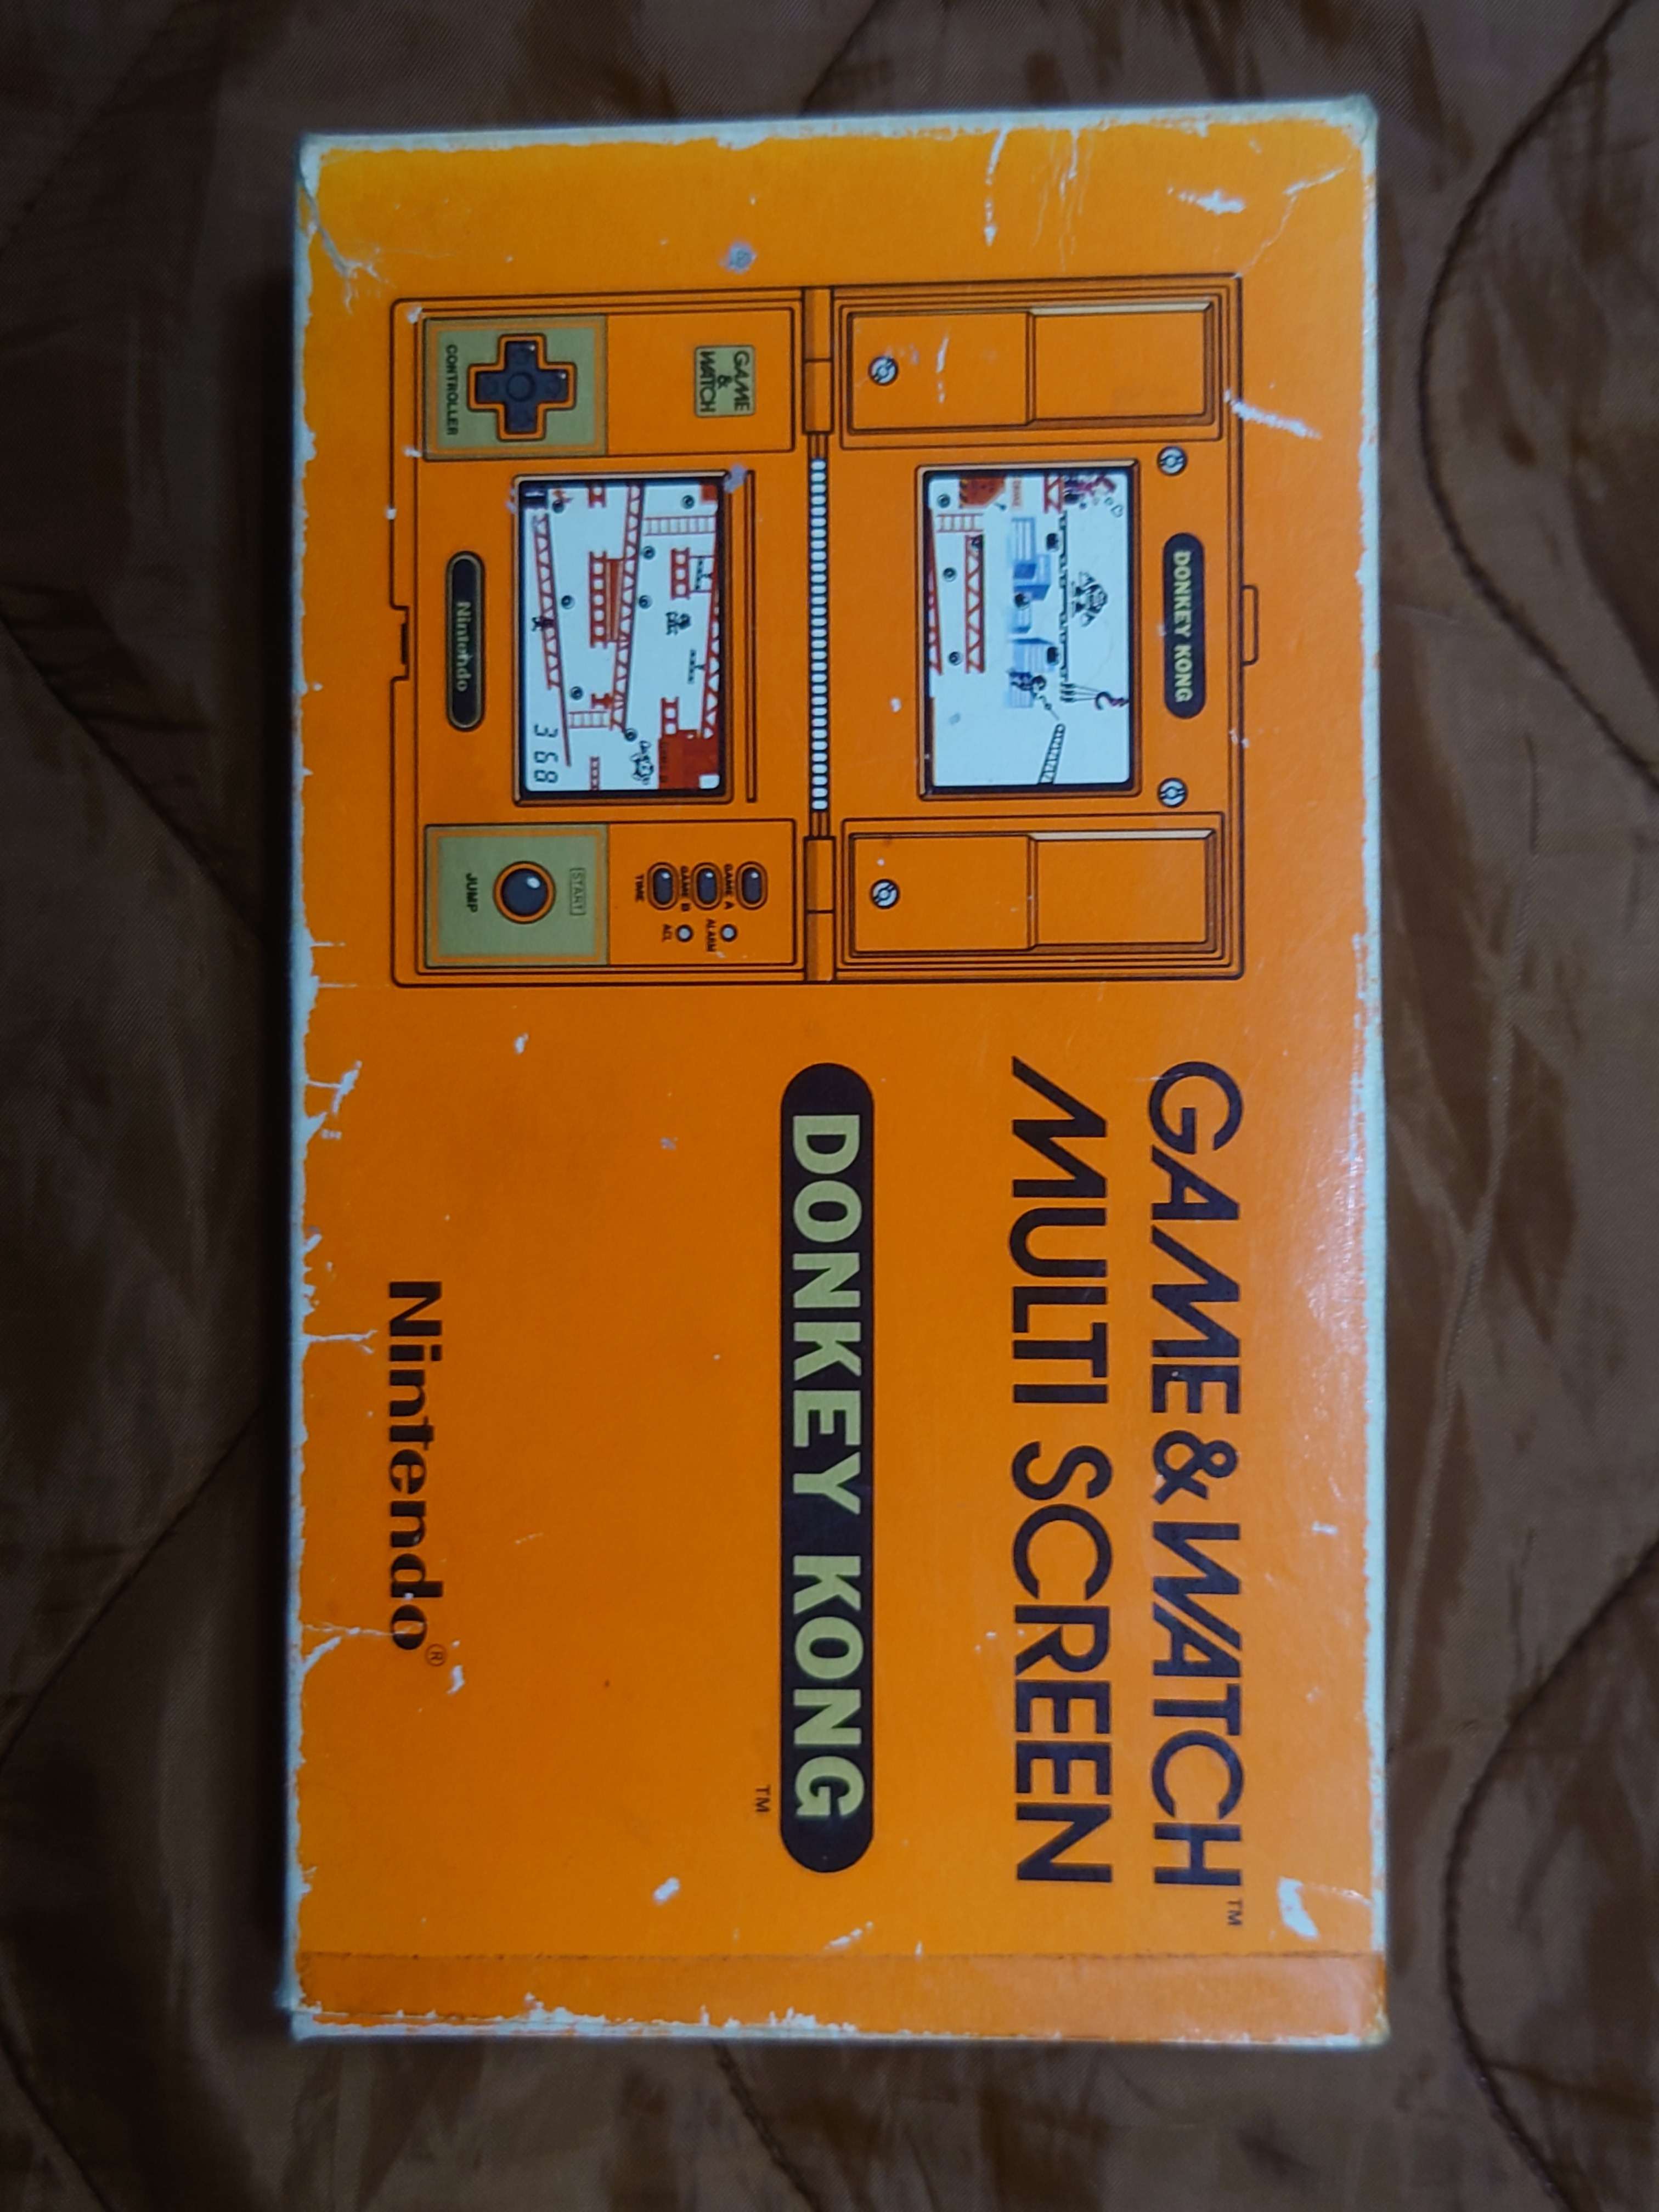 GAME & WATCH™
MULTI SCREEN
DONKEY KONG
™
Nintendo®
DONKEY KONG
GAME
&
WATCH
GAME A
GAME B
TIME
ALARM
ACL
368
START
CONTROLLER
JUMP
Nintendo